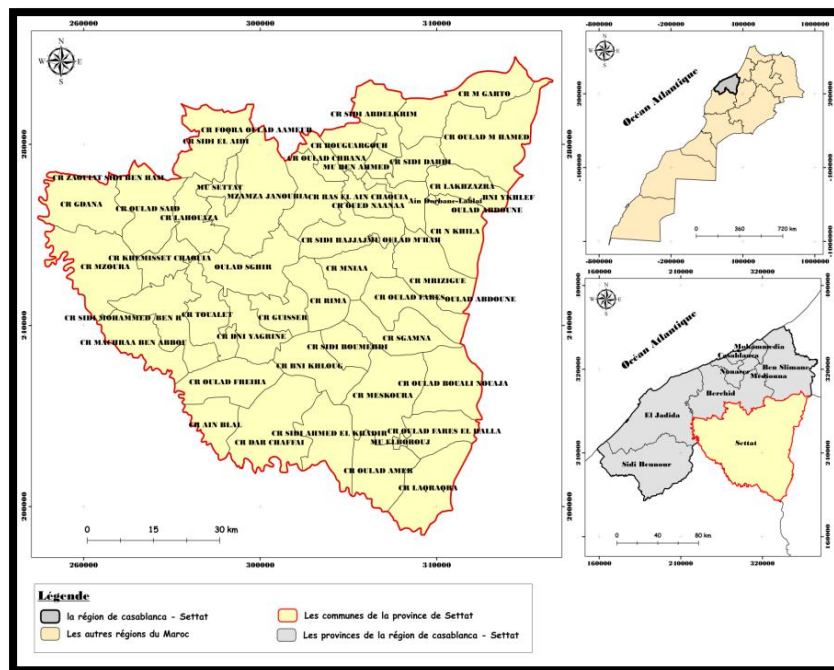 260000 300000 310000
N
W E
S
CR M GARTO
CR SIDI ABDELKRIM
CR FOQRA OULAD AAMEUR
CR SIDI EL AIDI
CR OULAD M HAMED
CR ROUGUARGOUH
CR OULAD CHBANA
CR SIDI DAHBI
MU BEN AHMED
CR ZAOUIAT SIDI BEN HAM
CR LAKHZAZRA
MU SETTAT
MZAMZA JANOUBIA
CR RAS EL AIN CHAOUIA
BNI YKHLEF
CR GDANA
CR OULAD SAID
CR OUED NAANAA
OULAD ABDOUNE
CR LAHOUAZA
CR N KHILA
CR SIDI HAJJAJ
MU OULAD M'RAH
CR KHEMISSET CHAOUIA
CR MZOURA
OULAD SGHIR
CR MNIAA
CR MRIZIGUE
CR RIMA
CR OULAD FARES
OULAD ABDOUNE
CR SIDI MOHAMMED /BEN R
CR TOUALET
CR GUISSER
CR MACHRAA BEN ABBOU
CR BNI YAGRINE
CR SGAMNA
CR SIDI BOUMEHDI
CR BNI KHLOUG
CR OULAD FREIHA
CR OULAD BOUALI NOUAJA
CR MESKOURA
CR AIN BLAL
CR SIDI AHMED EL KHADIR
CR OULAD FARES EL HALLA
CR DAR CHAFFAI
MU ELBOROUJ
CR OULAD AMER
CR LAQRAQRA
0 15 30 km
260000 300000 310000
-800000 -200000 100000 1000000
N
W E
S
Océan Atlantique
0 360 720 km
160000 210000 320000
Océan Atlantique
N
W E
S
Casablanca
Nouacer
Mediouna
Ben Slimane
Berchid
El Jadida
Settat
Sidi Bennour
0 40 80 km
160000 210000 320000
Légende
la région de casablanca - Settat
Les communes de la province de Settat
Les autres régions du Maroc
Les provinces de la région de casablanca - Settat